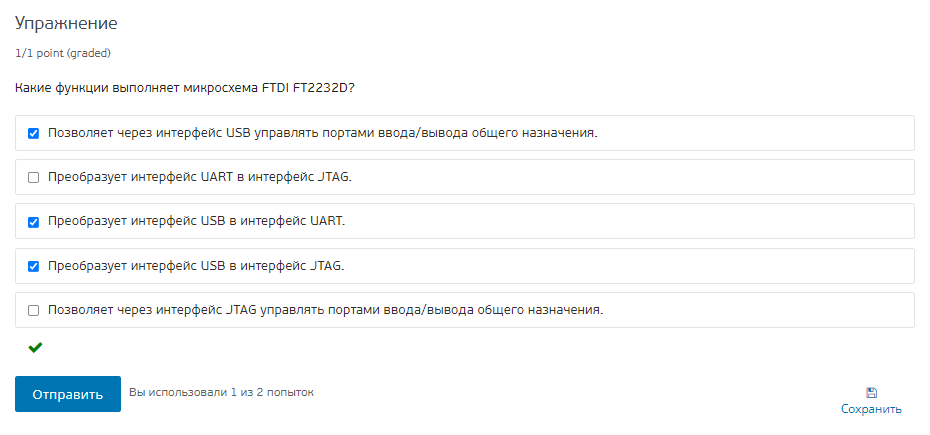 Упражнение
1/1 point (graded)
Какие функции выполняет микросхема FTDI FT2232D?
Позволяет через интерфейс USB управлять портами ввода/вывода общего назначения.
Преобразует интерфейс UART в интерфейс JTAG.
Преобразует интерфейс USB в интерфейс UART.
Преобразует интерфейс USB в интерфейс JTAG.
Позволяет через интерфейс JTAG управлять портами ввода/вывода общего назначения.
Отправить
Вы использовали 1 из 2 попыток
Сохранить